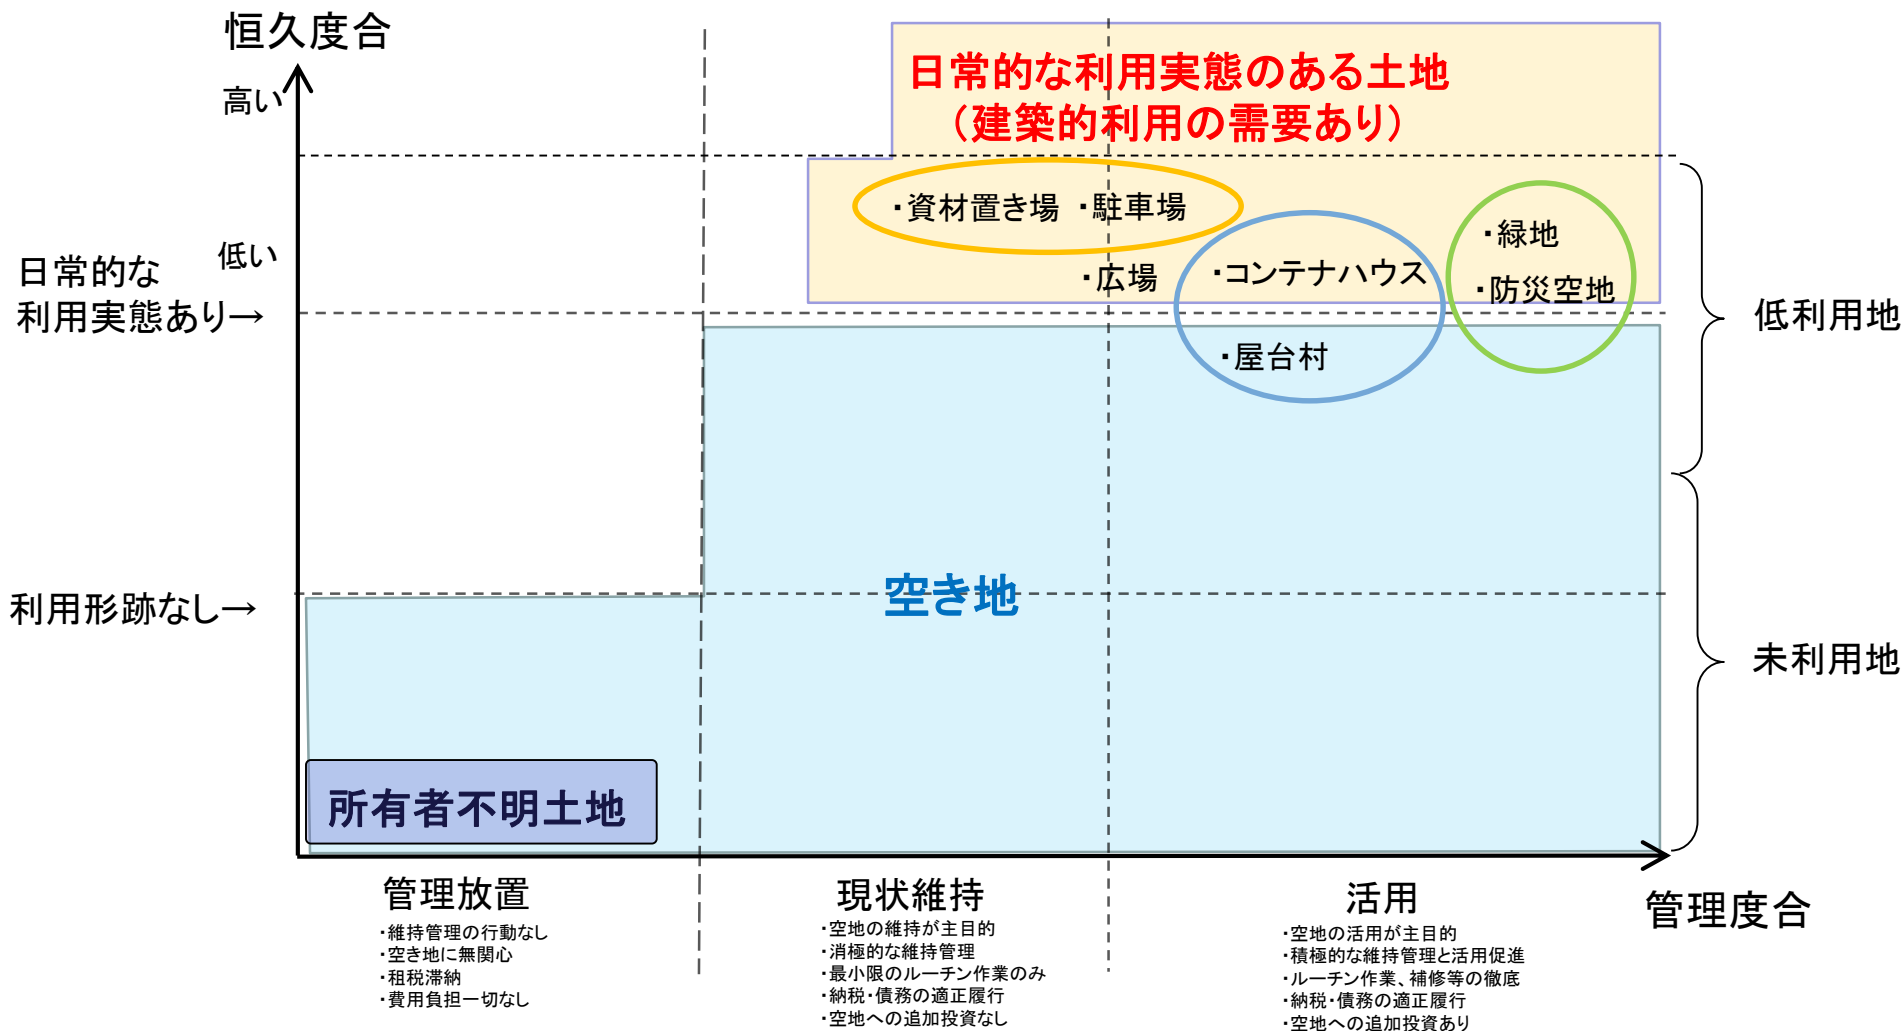 恒久度合
高い
低い
日常的な利用実態のある土地
（建築的利用の需要あり）
・資材置き場 ・駐車場
・広場
・コンテナハウス
・緑地
・防災空地
・屋台村
日常的な
利用実態あり→
利用形跡なし→
低利用地
未利用地
空き地
所有者不明土地
管理度合
管理放置
・維持管理の行動なし
・空き地に無関心
・租税滞納
・費用負担一切なし
現状維持
・空地の維持が主目的
・消極的な維持管理
・最小限のルーチン作業のみ
・納税・債務の適正履行
・空地への追加投資なし
活用
・空地の活用が主目的
・積極的な維持管理と活用促進
・ルーチン作業、補修等の徹底
・納税・債務の適正履行
・空地への追加投資あり